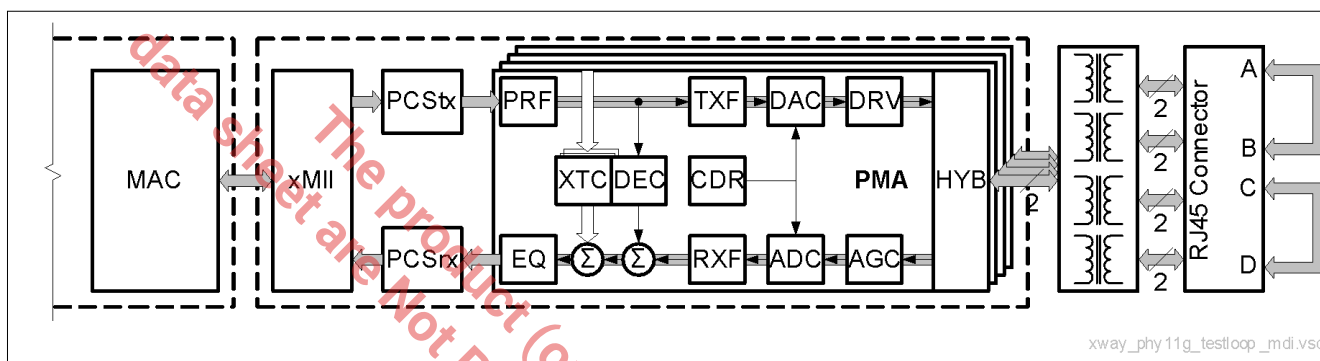 MAC
xMII
PCStx
PCSrx
PRF
TXF
DAC
DRV
XTC
DEC
CDR
PMA
HYB
EQ
Σ
Σ
RXF
ADC
AGC
2
2
2
2
2
RJ45 Connector
A
B
C
D
The product (o
data sheet are Not
xway_phy11g_testloop_mdi.vsd